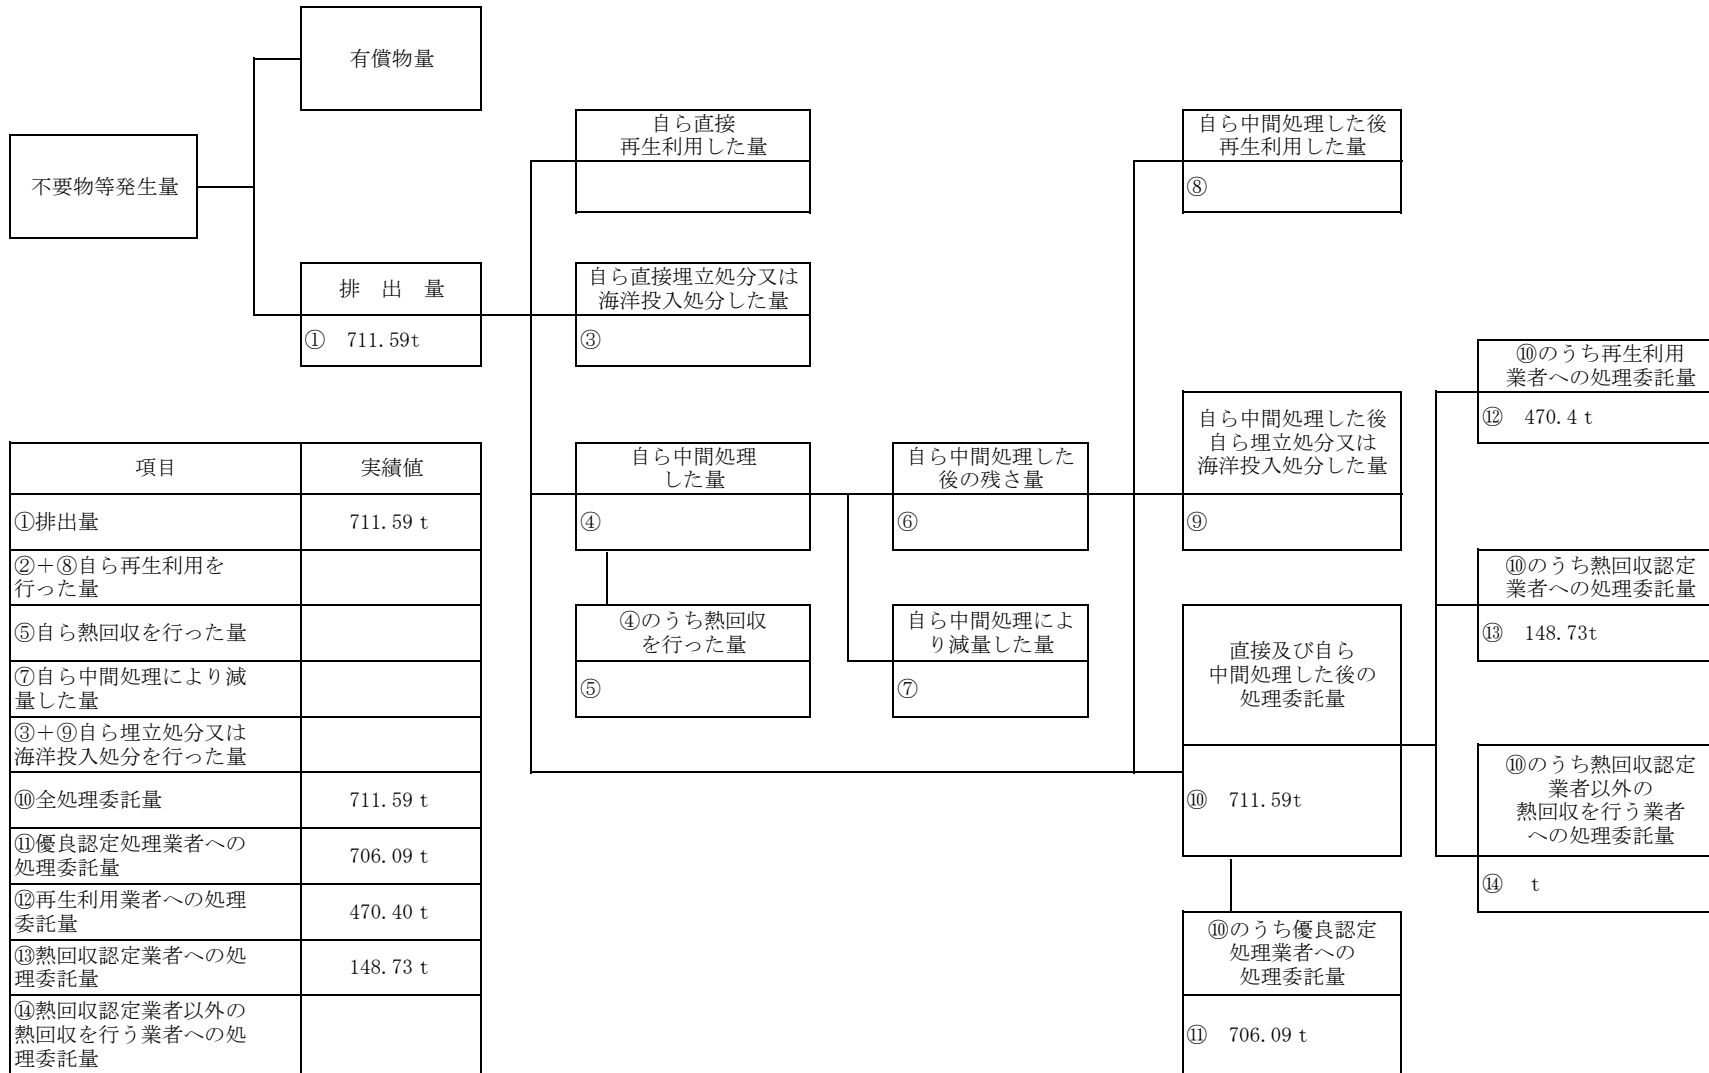 有償物量
不要物等発生量
排 出 量
① 711.59t
自ら直接
再生利用した量
自ら直接埋立処分又は
海洋投入処分した量
③
自ら中間処理
した量
④
④のうち熱回収
を行った量
⑤
自ら中間処理した
後の残さ量
⑥
自ら中間処理によ
り減量した量
⑦
自ら中間処理した後
再生利用した量
⑧
自ら中間処理した後
自ら埋立処分又は
海洋投入処分した量
⑨
直接及び自ら
中間処理した後の
処理委託量
⑩ 711.59t
⑩のうち優良認定
処理業者への
処理委託量
⑪ 706.09 t
⑩のうち再生利用
業者への処理委託量
⑫ 470.4 t
⑩のうち熱回収認定
業者への処理委託量
⑬ 148.73t
⑩のうち熱回収認定
業者以外の
熱回収を行う業者
への処理委託量
⑭ t
項目 実績値
①排出量 711.59 t
②+⑧自ら再生利用を
行った量
⑤自ら熱回収を行った量
⑦自ら中間処理により減
量した量
③+⑨自ら埋立処分又は
海洋投入処分を行った量
⑩全処理委託量 711.59 t
⑪優良認定処理業者への
処理委託量 706.09 t
⑫再生利用業者への処理
委託量 470.40 t
⑬熱回収認定業者への処
理委託量 148.73 t
⑭熱回収認定業者以外の
熱回収を行う業者への処
理委託量